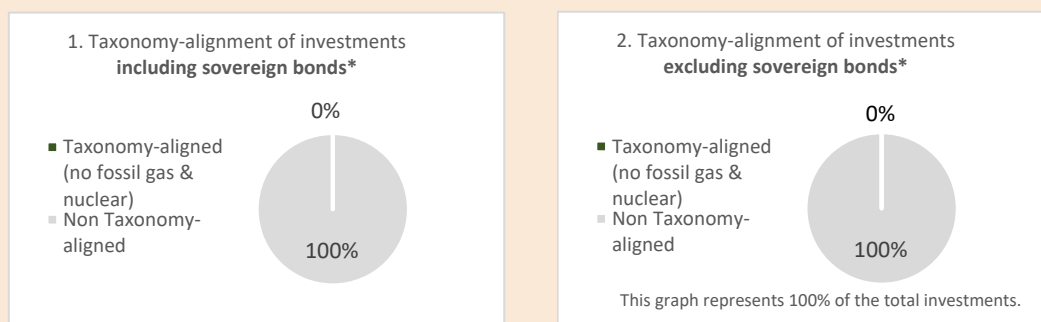 1. Taxonomy-alignment of investments
including sovereign bonds*
0%
Taxonomy-aligned
(no fossil gas &
nuclear)
Non Taxonomy-
aligned
100%
2. Taxonomy-alignment of investments
excluding sovereign bonds*
0%
Taxonomy-aligned
(no fossil gas &
nuclear)
Non Taxonomy-
aligned
100%
This graph represents 100% of the total investments.